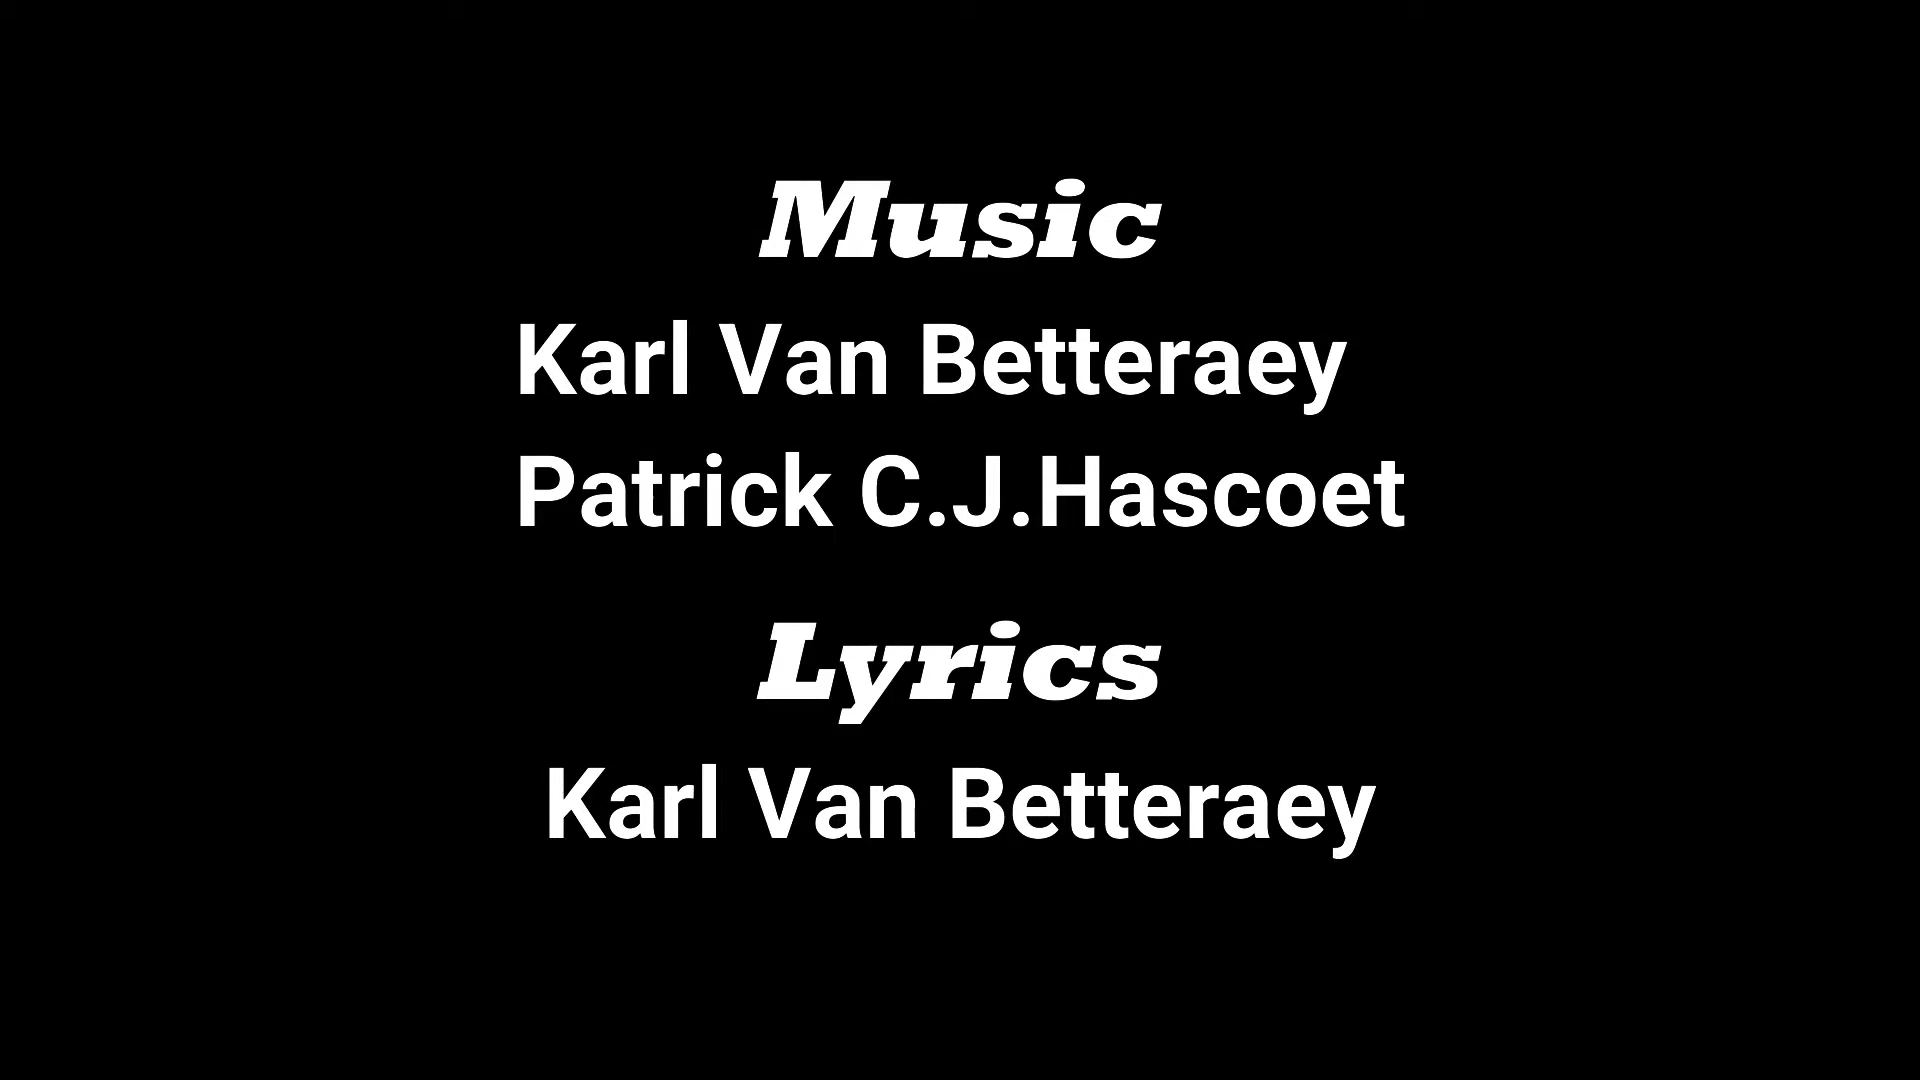 Music
Karl Van Betteraey
Patrick C.J.Hascoet
Lyrics
Karl Van Betteraey